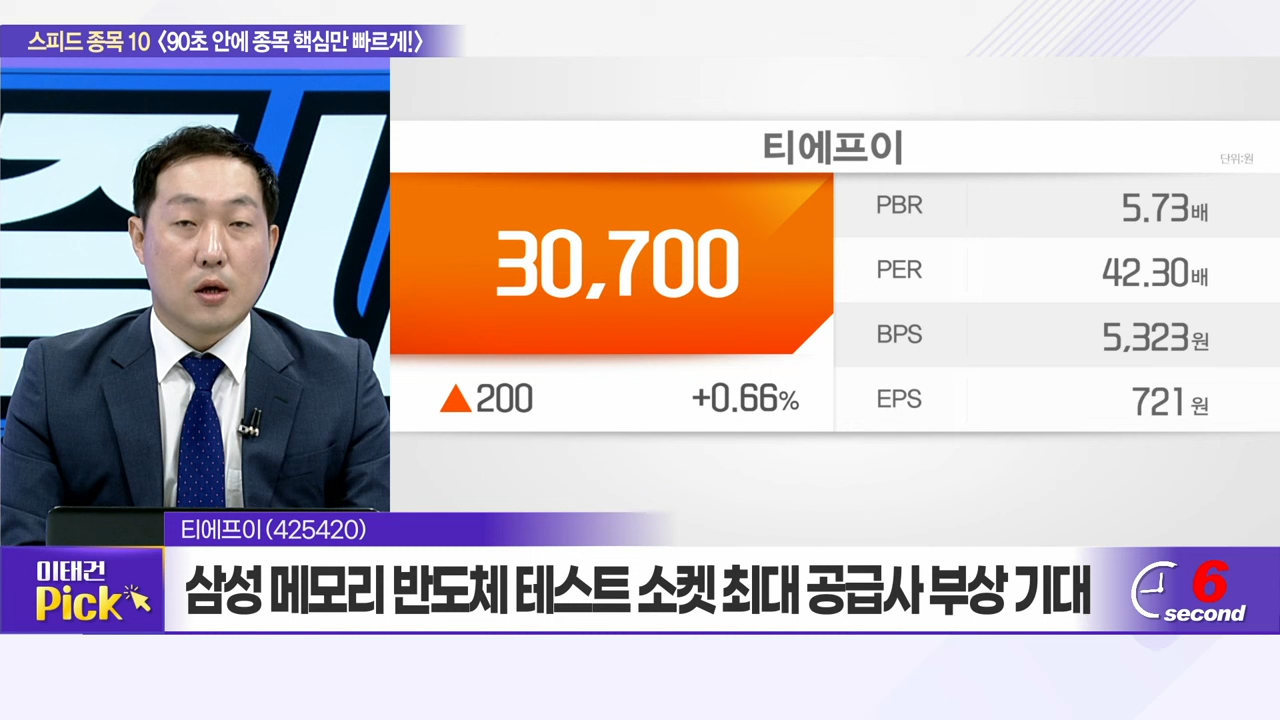 스피드 종목 10 <90초 안에 종목 핵심만 빠르게!>
티에프이
단위:원
30,700
▲200 +0.66%
PBR 5.73배
PER 42.30배
BPS 5,323원
EPS 721원
티에프이(425420)
이태건
Pick
삼성 메모리 반도체 테스트 소켓 최대 공급사 부상 기대
6
second